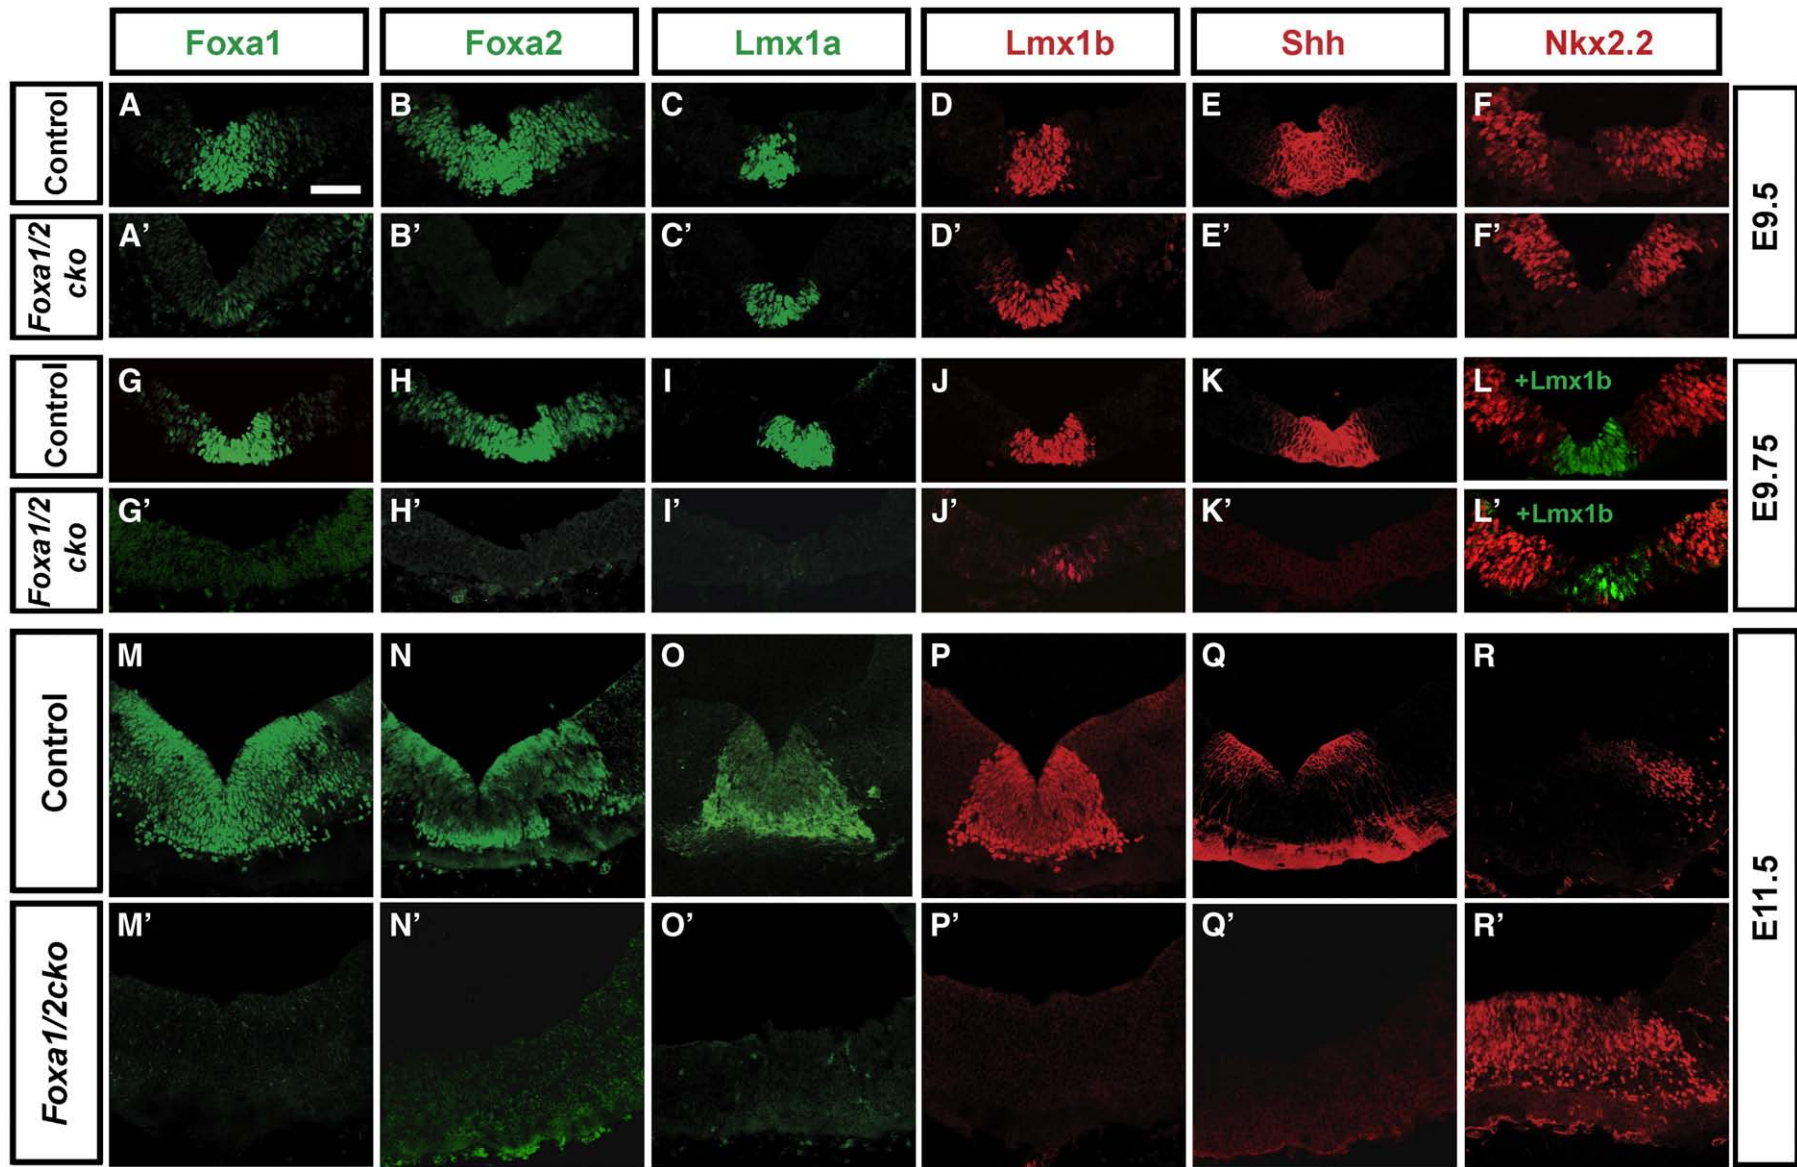 Foxa1 Foxa2 Lmx1a Lmx1b Shh Nkx2.2
Control
A B C D E F
Foxa1/2
cko
A' B' C' D' E' F'
E9.5
Control
G H I J K L +Lmx1b
Foxa1/2
cko
G' H' I' J' K' L' +Lmx1b
E9.75
Control
M N O P Q R
Foxa1/2cko
M' N' O' P' Q' R'
E11.5